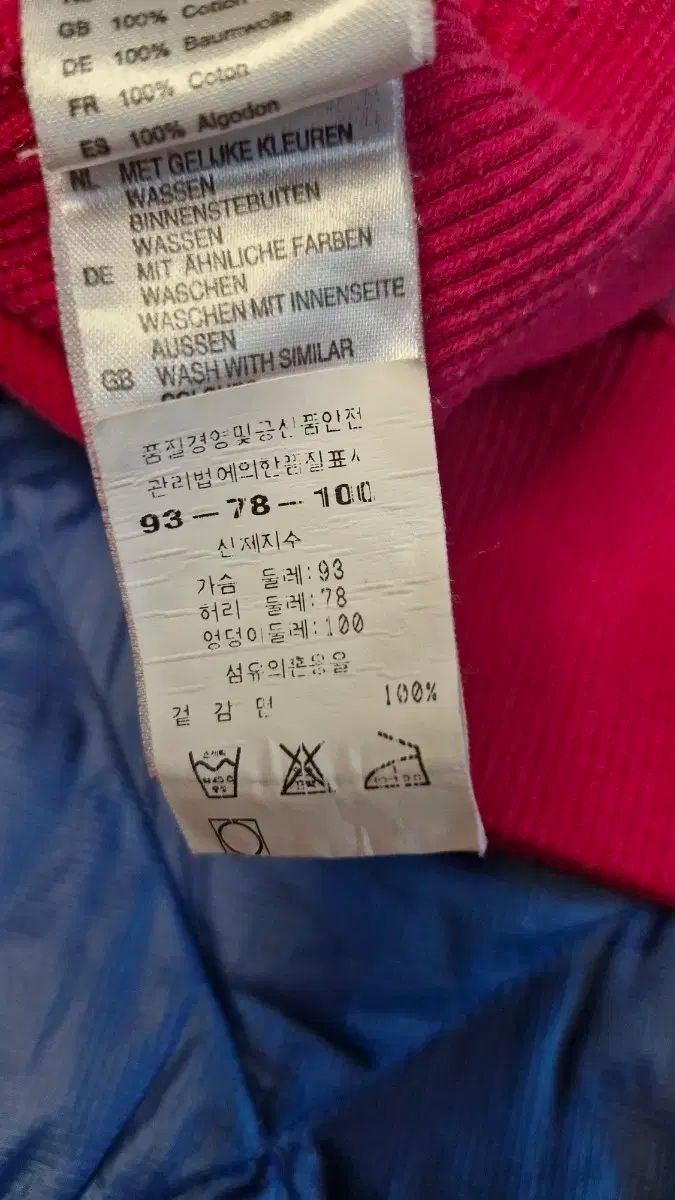 GB 100% Cotton
DE 100% Baumwolle
FR 100% Coton
ES 100% Algodon
NL MET GELIJKE KLEUREN
WASSEN
BINNENSTEBUITEN
WASSEN
DE MIT ÄHNLICHE FARBEN
WASCHEN
WASCHEN MIT INNENSEITE
AUSSEN
GB WASH WITH SIMILAR
품질경영및공산품안전
관리법에의한품질표시
93-78-100
신체치수
가슴 둘레:93
허리 둘레:78
엉덩이둘레:100
섬유의혼용율
겉 감 면 100%